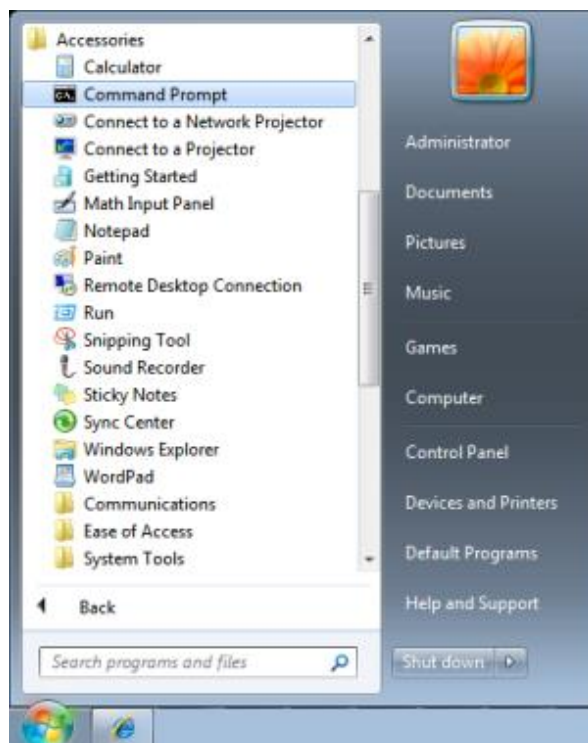 Accessories
Calculator
Command Prompt
Connect to a Network Projector
Connect to a Projector
Getting Started
Math Input Panel
Notepad
Paint
Remote Desktop Connection
Run
Snipping Tool
Sound Recorder
Sticky Notes
Sync Center
Windows Explorer
WordPad
Communications
Ease of Access
System Tools
Back
Search programs and files
Administrator
Documents
Pictures
Music
Games
Computer
Control Panel
Devices and Printers
Default Programs
Help and Support
Shut down